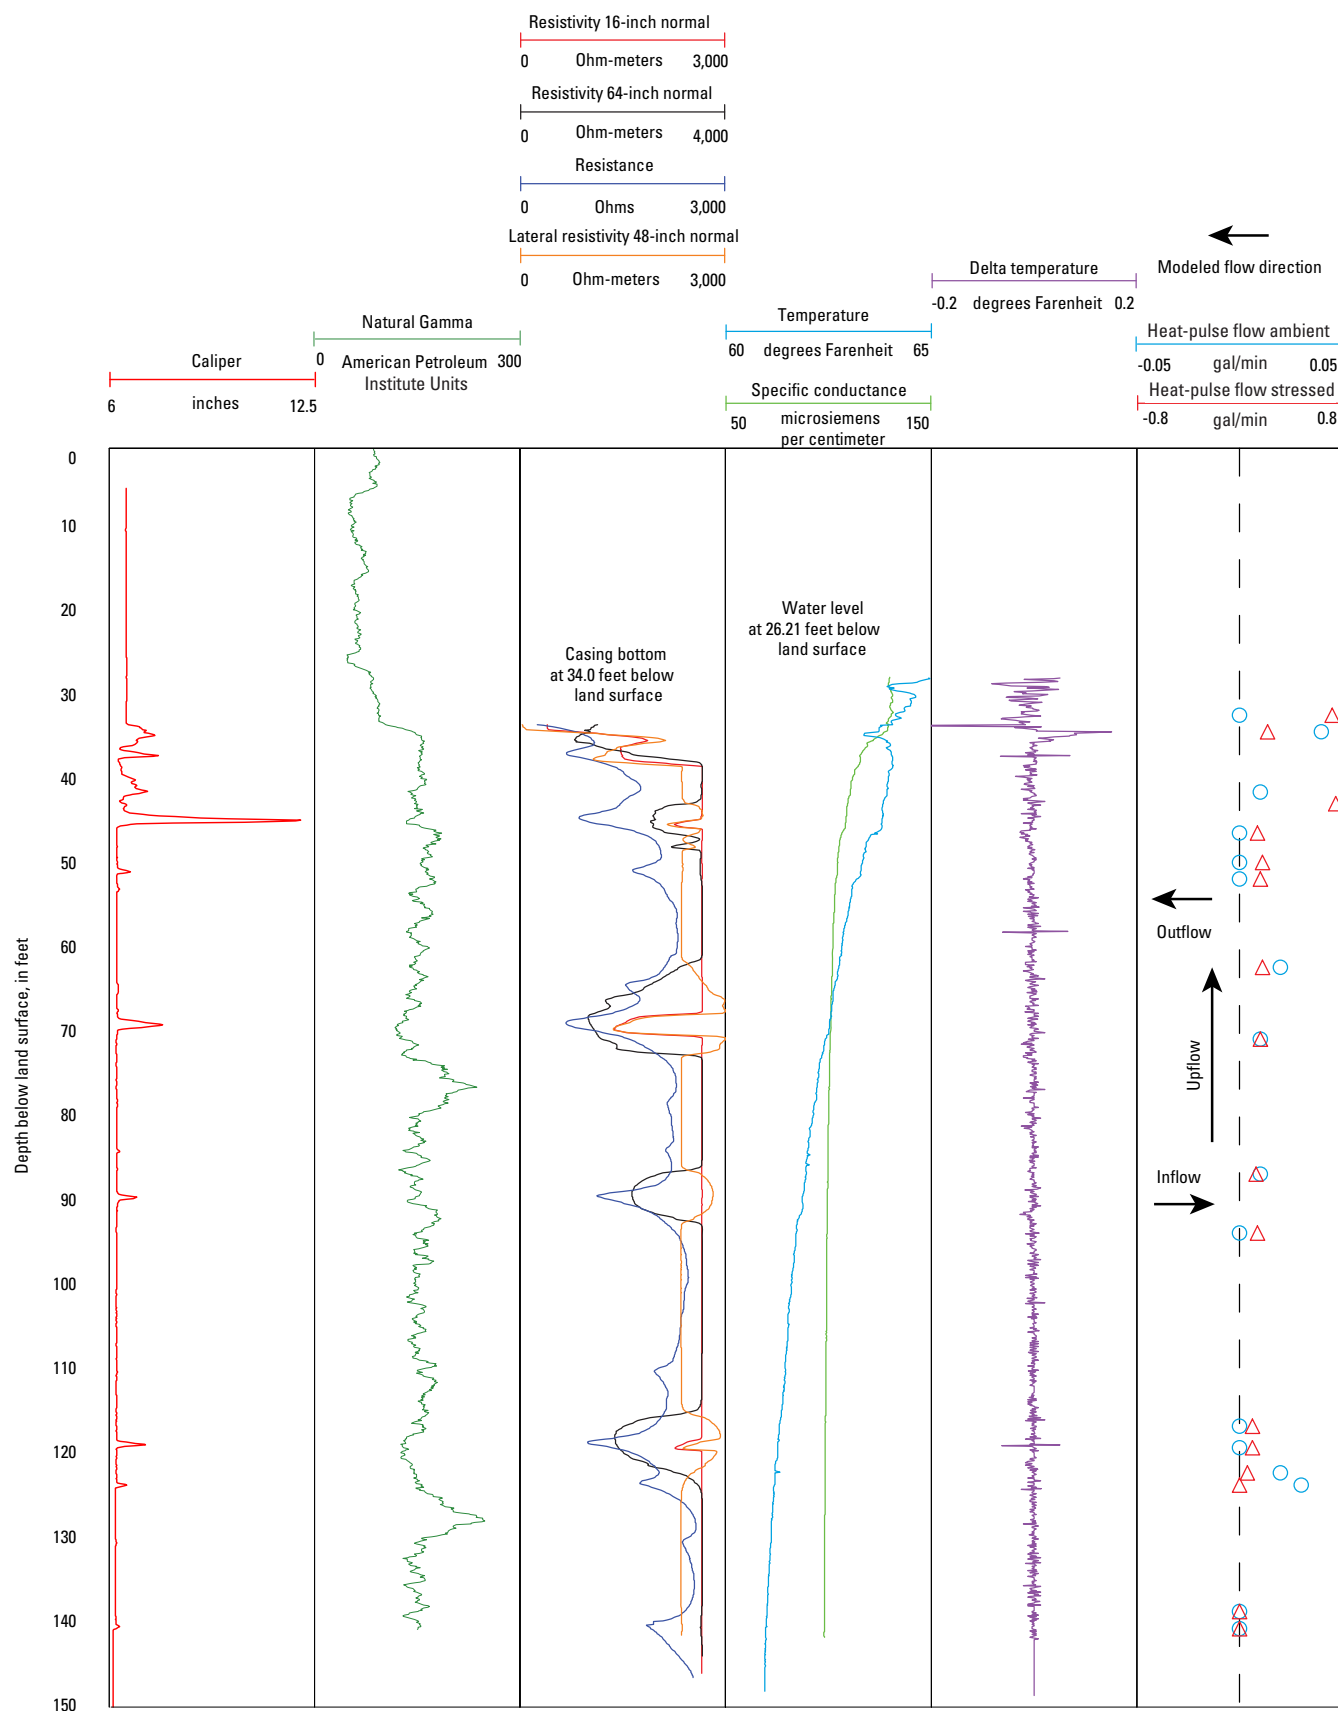 Resistivity 16-inch normal
0 Ohm-meters 3,000
Resistivity 64-inch normal
0 Ohm-meters 4,000
Resistance
0 Ohms 3,000
Lateral resistivity 48-inch normal
0 Ohm-meters 3,000
Modeled flow direction
Delta temperature
-0.2 degrees Farenheit 0.2
Temperature
60 degrees Farenheit 65
Natural Gamma
0 American Petroleum 300
Institute Units
Heat-pulse flow ambient
-0.05 gal/min 0.05
Caliper
6 inches 12.5
Specific conductance
50 microsiemens 150
per centimeter
Heat-pulse flow stressed
-0.8 gal/min 0.8
Depth below land surface, in feet
0
10
20
30
40
50
60
70
80
90
100
110
120
130
140
150
Casing bottom
at 34.0 feet below
land surface
Water level
at 26.21 feet below
land surface
Outflow
Upflow
Inflow